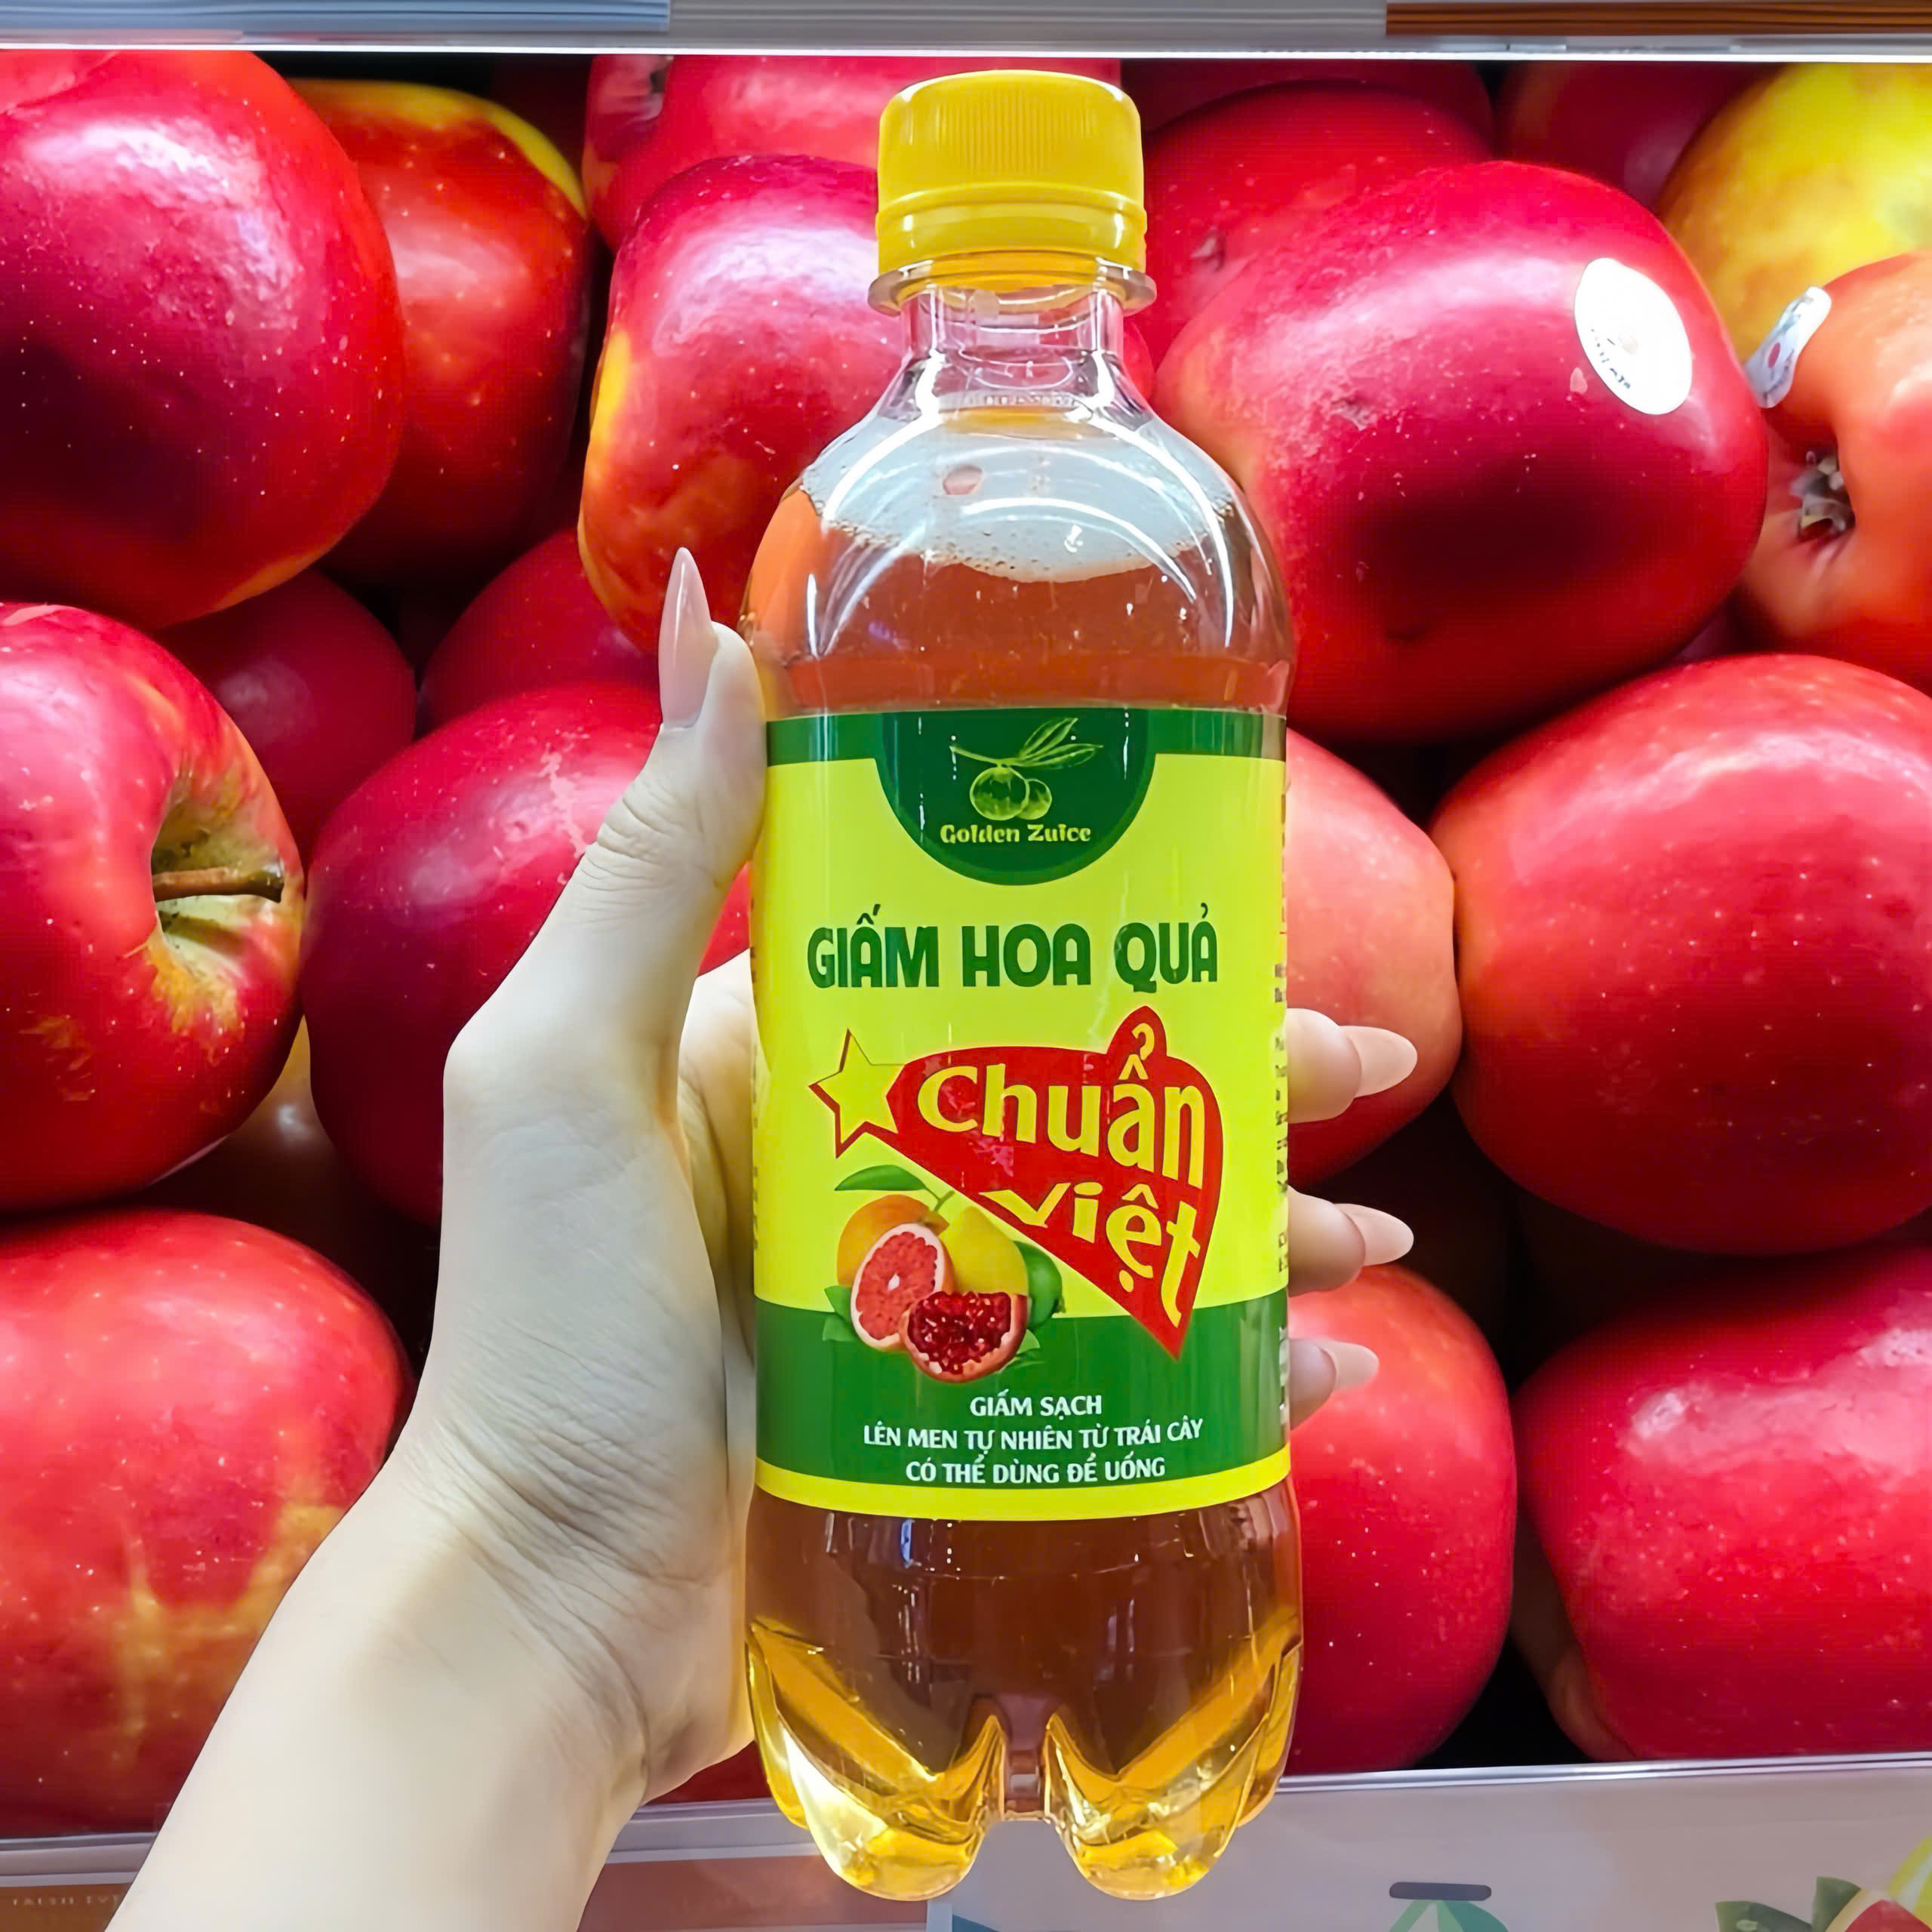 Golden Zuice
GIẤM HOA QUẢ
Chuẩn
Việt
GIẤM SẠCH
LÊN MEN TỰ NHIÊN TỪ TRÁI CÂY
CÓ THỂ DÙNG ĐỂ UỐNG